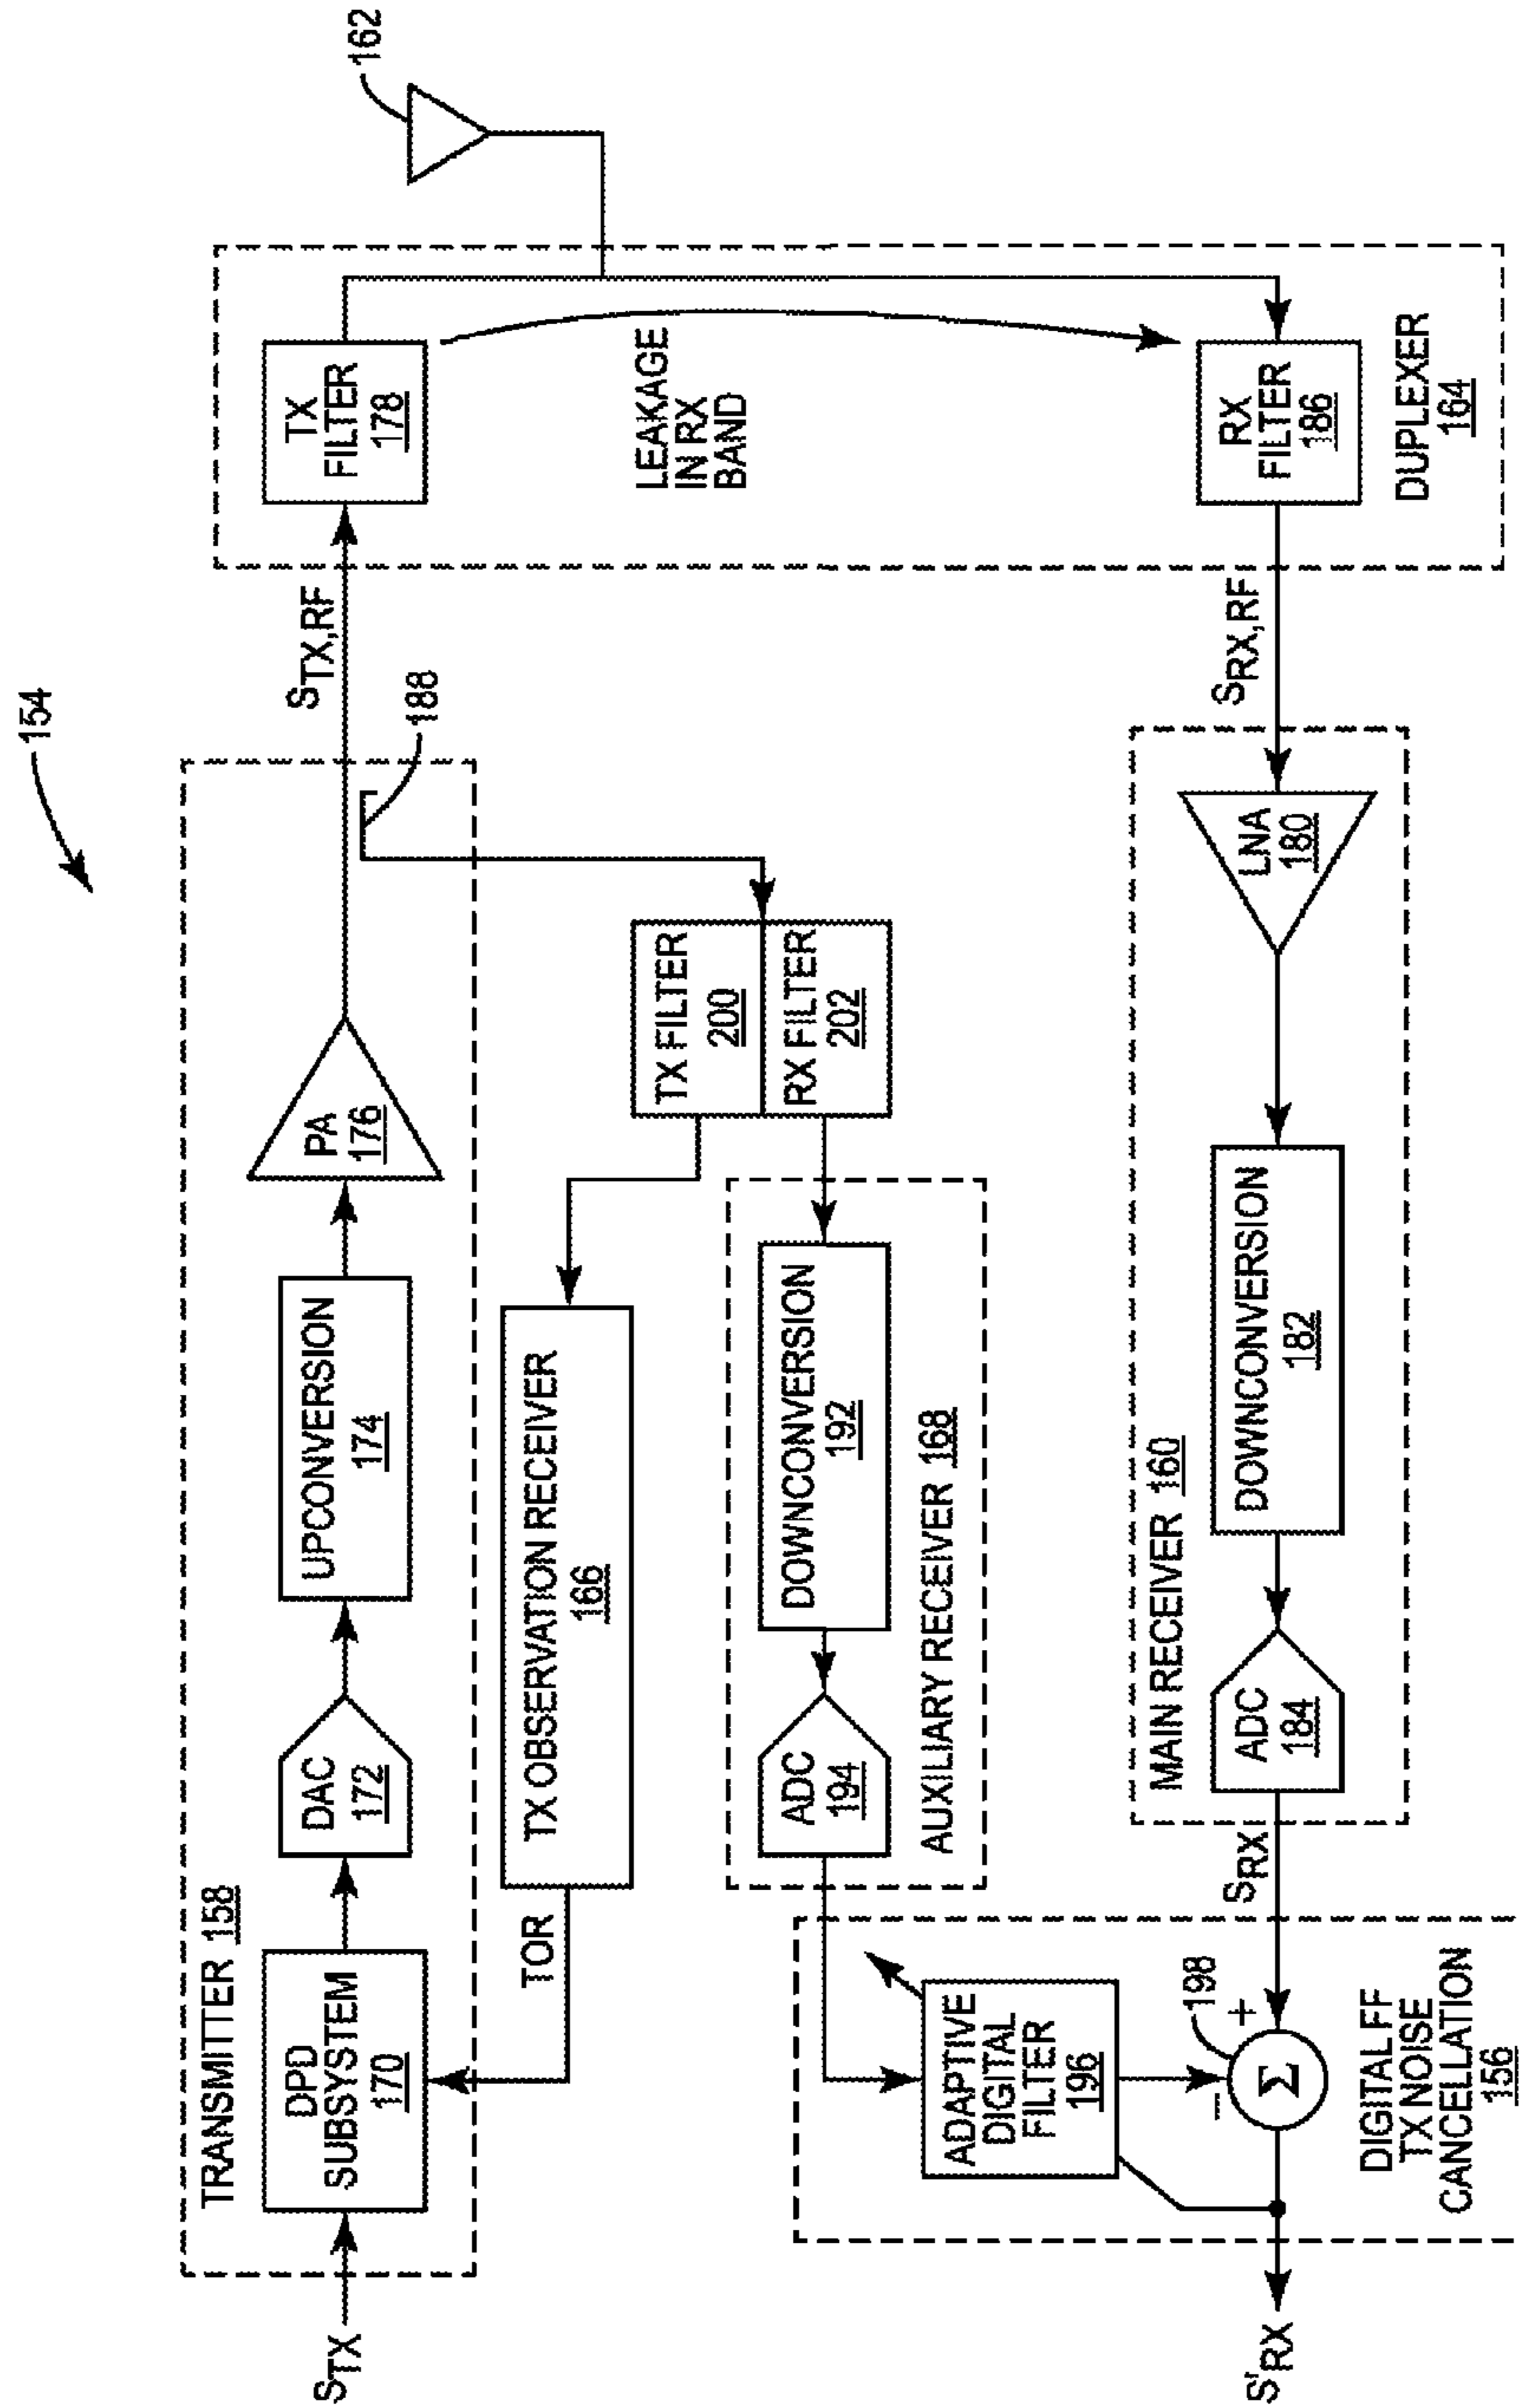 154
TRANSMITTER 158
STX
DPD
SUBSYSTEM
170
DAC
172
UPCONVERSION
174
PA
176
STX,RF
188
TX
FILTER
178
162
LEAKAGE
IN RX
BAND
TOR
TX OBSERVATION RECEIVER
166
TX FILTER
200
RX FILTER
202
DOWNCONVERSION
192
ADC
194
AUXILIARY RECEIVER 168
MAIN RECEIVER 160
LNA
180
DOWNCONVERSION
182
ADC
184
SRX,RF
RX
FILTER
186
DUPLEXER
164
SRX
ADAPTIVE
DIGITAL
FILTER
196
198
+
−
Σ
S'RX
DIGITAL FF
TX NOISE
CANCELLATION
156